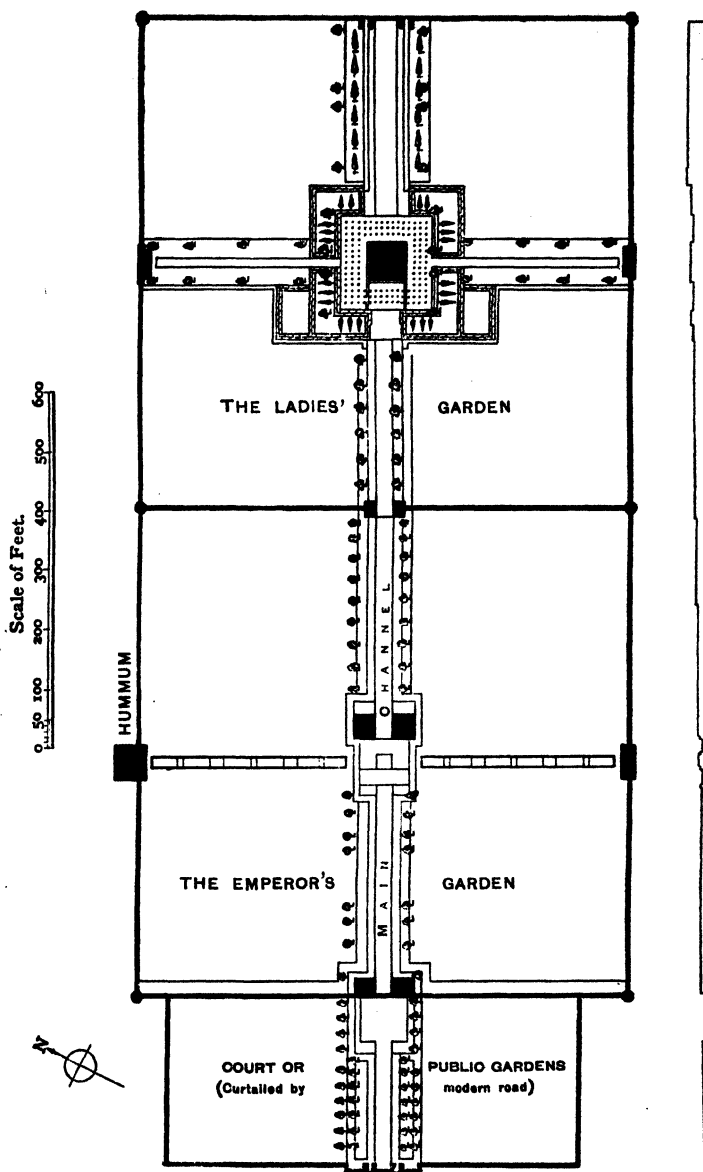 THE LADIES' GARDEN
Scale of Feet.
0 50 100 200 300 400 500 600
HUMMUM
MAIN CHANNEL
THE EMPEROR'S GARDEN
N
COURT OR PUBLIC GARDENS
(Curtailed by modern road)